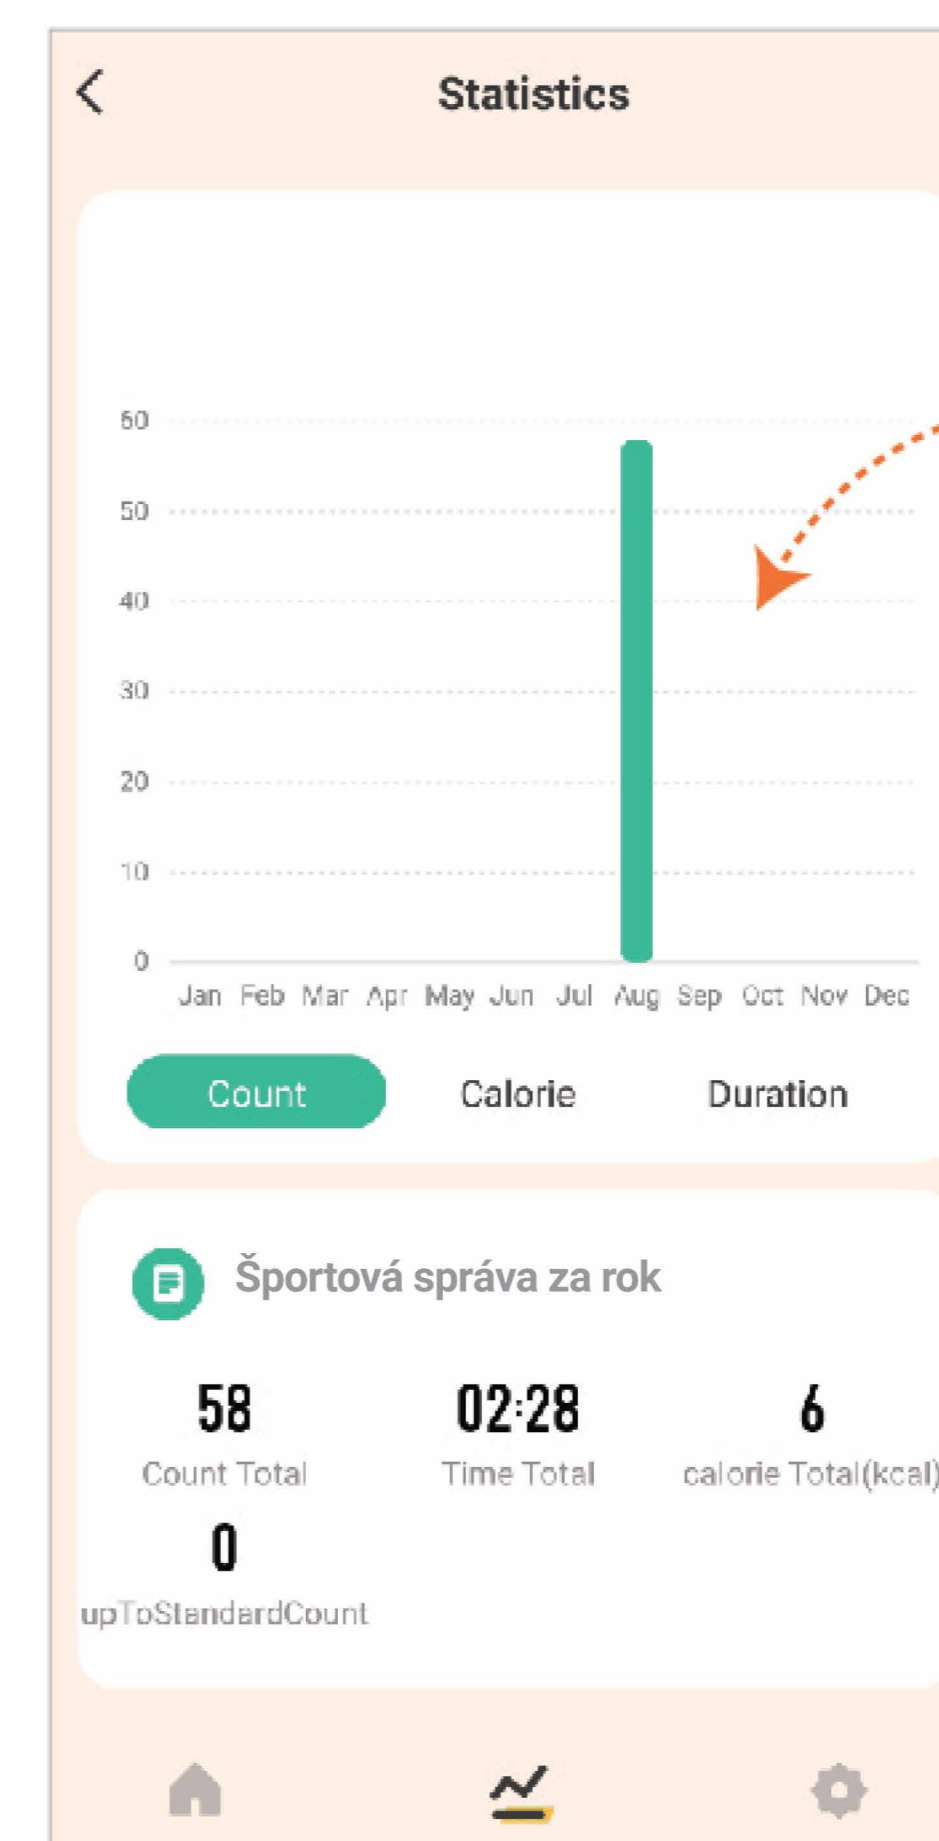 Statistics
60
50
40
30
20
10
0
Jan Feb Mar Apr May Jun Jul Aug Sep Oct Nov Dec
Count Calorie Duration
Športová správa za rok
58 02:28 6
Count Total Time Total calorie Total(kcal)
0
upToStandardCount